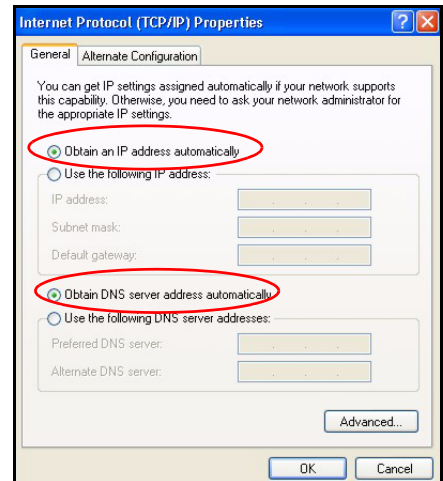 Internet Protocol (TCP/IP) Properties
General
Alternate Configuration
You can get IP settings assigned automatically if your network supports
this capability. Otherwise, you need to ask your network administrator for
the appropriate IP settings.
Obtain an IP address automatically
Use the following IP address:
IP address:
Subnet mask:
Default gateway:
Obtain DNS server address automatically
Use the following DNS server addresses:
Preferred DNS server:
Alternate DNS server:
Advanced...
OK
Cancel